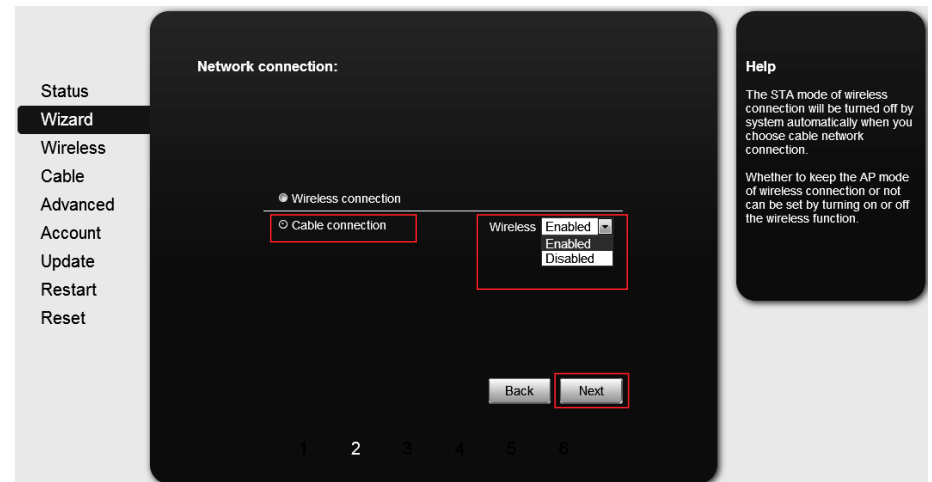 Status
Wizard
Wireless
Cable
Advanced
Account
Update
Restart
Reset
Network connection:
Wireless connection
Cable connection
Wireless Enabled
Enabled
Disabled
Back Next
1 2 3 4 5 6
Help
The STA mode of wireless
connection will be turned off by
system automatically when you
choose cable network
connection.
Whether to keep the AP mode
of wireless connection or not
can be set by turning on or off
the wireless function.